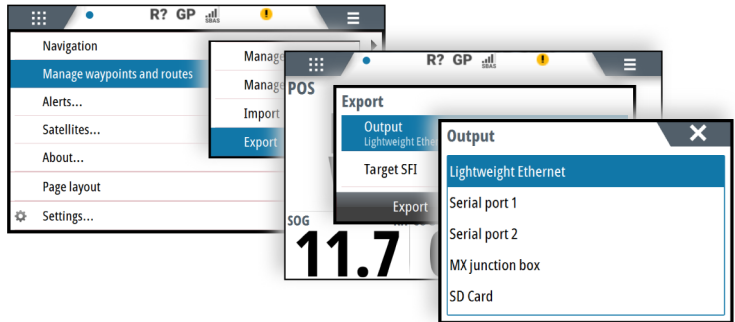 R? GP SBAS !
Navigation
Manage waypoints and routes
Alerts...
Satellites...
About...
Page layout
Settings...
Manage
Manage
Import
Export
R? GP SBAS !
POS
Export
Output
Lightweight Ethe
Target SFI
Export
SOG
11.7
Output
Lightweight Ethernet
Serial port 1
Serial port 2
MX junction box
SD Card